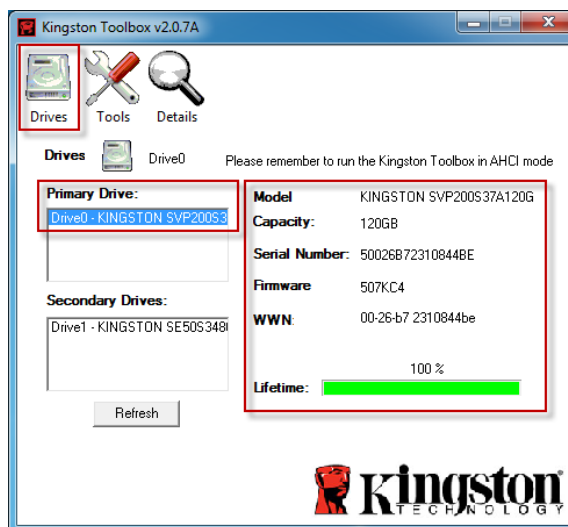 Kingston Toolbox v2.0.7A
Drives Tools Details
Drives Drive0 Please remember to run the Kingston Toolbox in AHCI mode
Primary Drive:
Drive0 - KINGSTON SVP200S3
Secondary Drives:
Drive1 - KINGSTON SE50S348
Refresh
Model KINGSTON SVP200S37A120G
Capacity: 120GB
Serial Number: 50026B72310844BE
Firmware 507KC4
WWN: 00-26-b7 2310844be
100 %
Lifetime:
Kingston
TECHNOLOGY